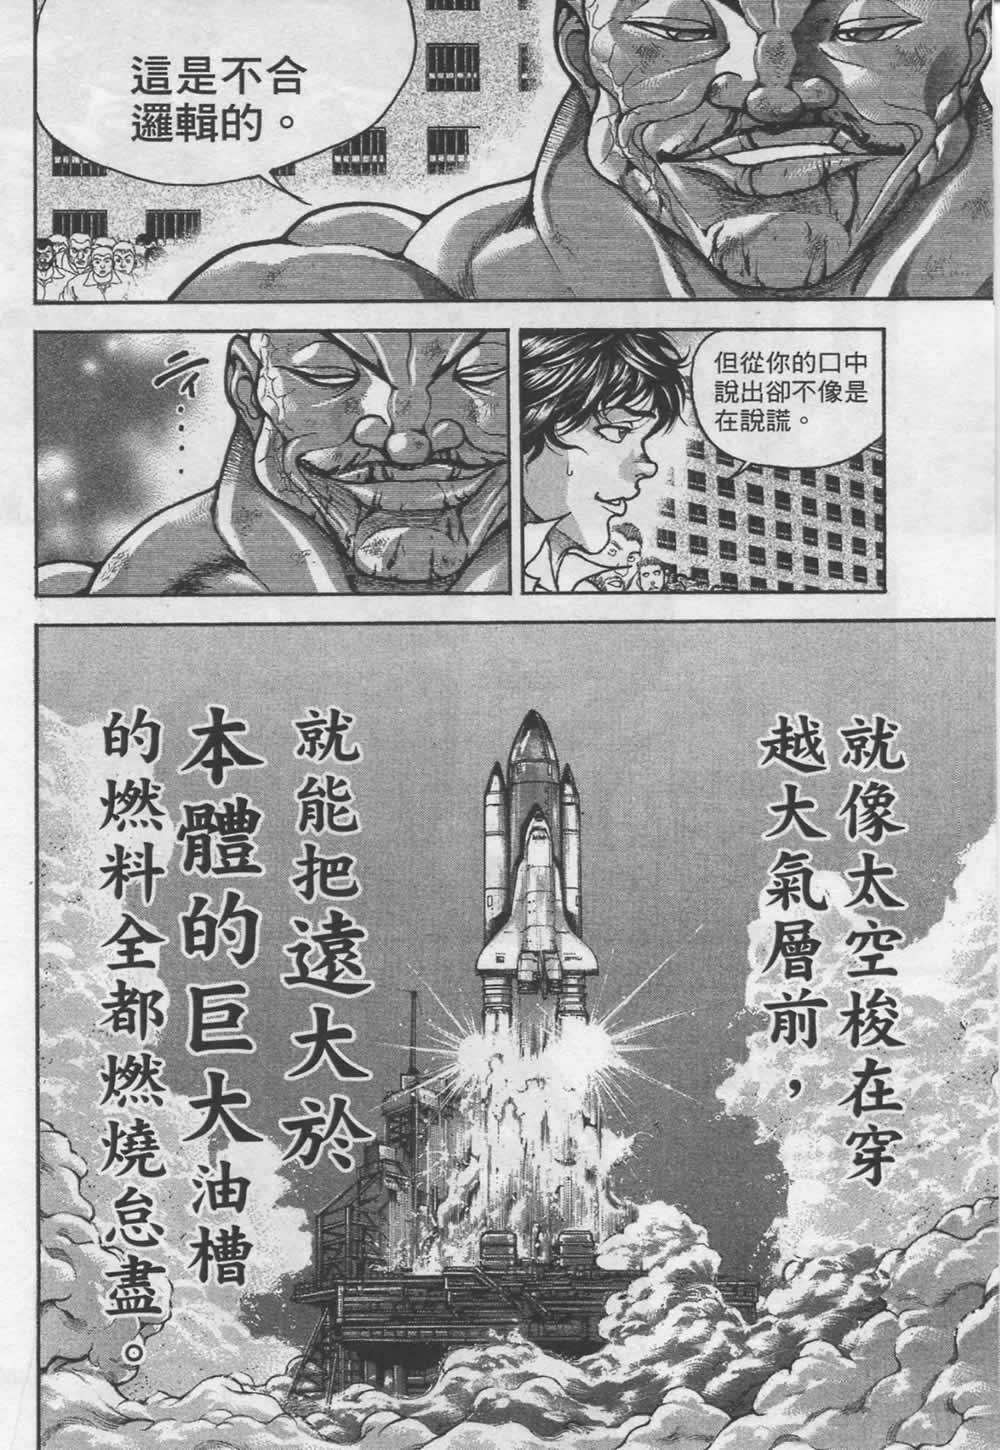 這是不合
邏輯的。
但從你的口中
說出卻不像是
在說謊。
ニィ…
就像太空梭在穿
越大氣層前，
就能把遠大於
本體的巨大油槽
的燃料全都燃燒怠盡。